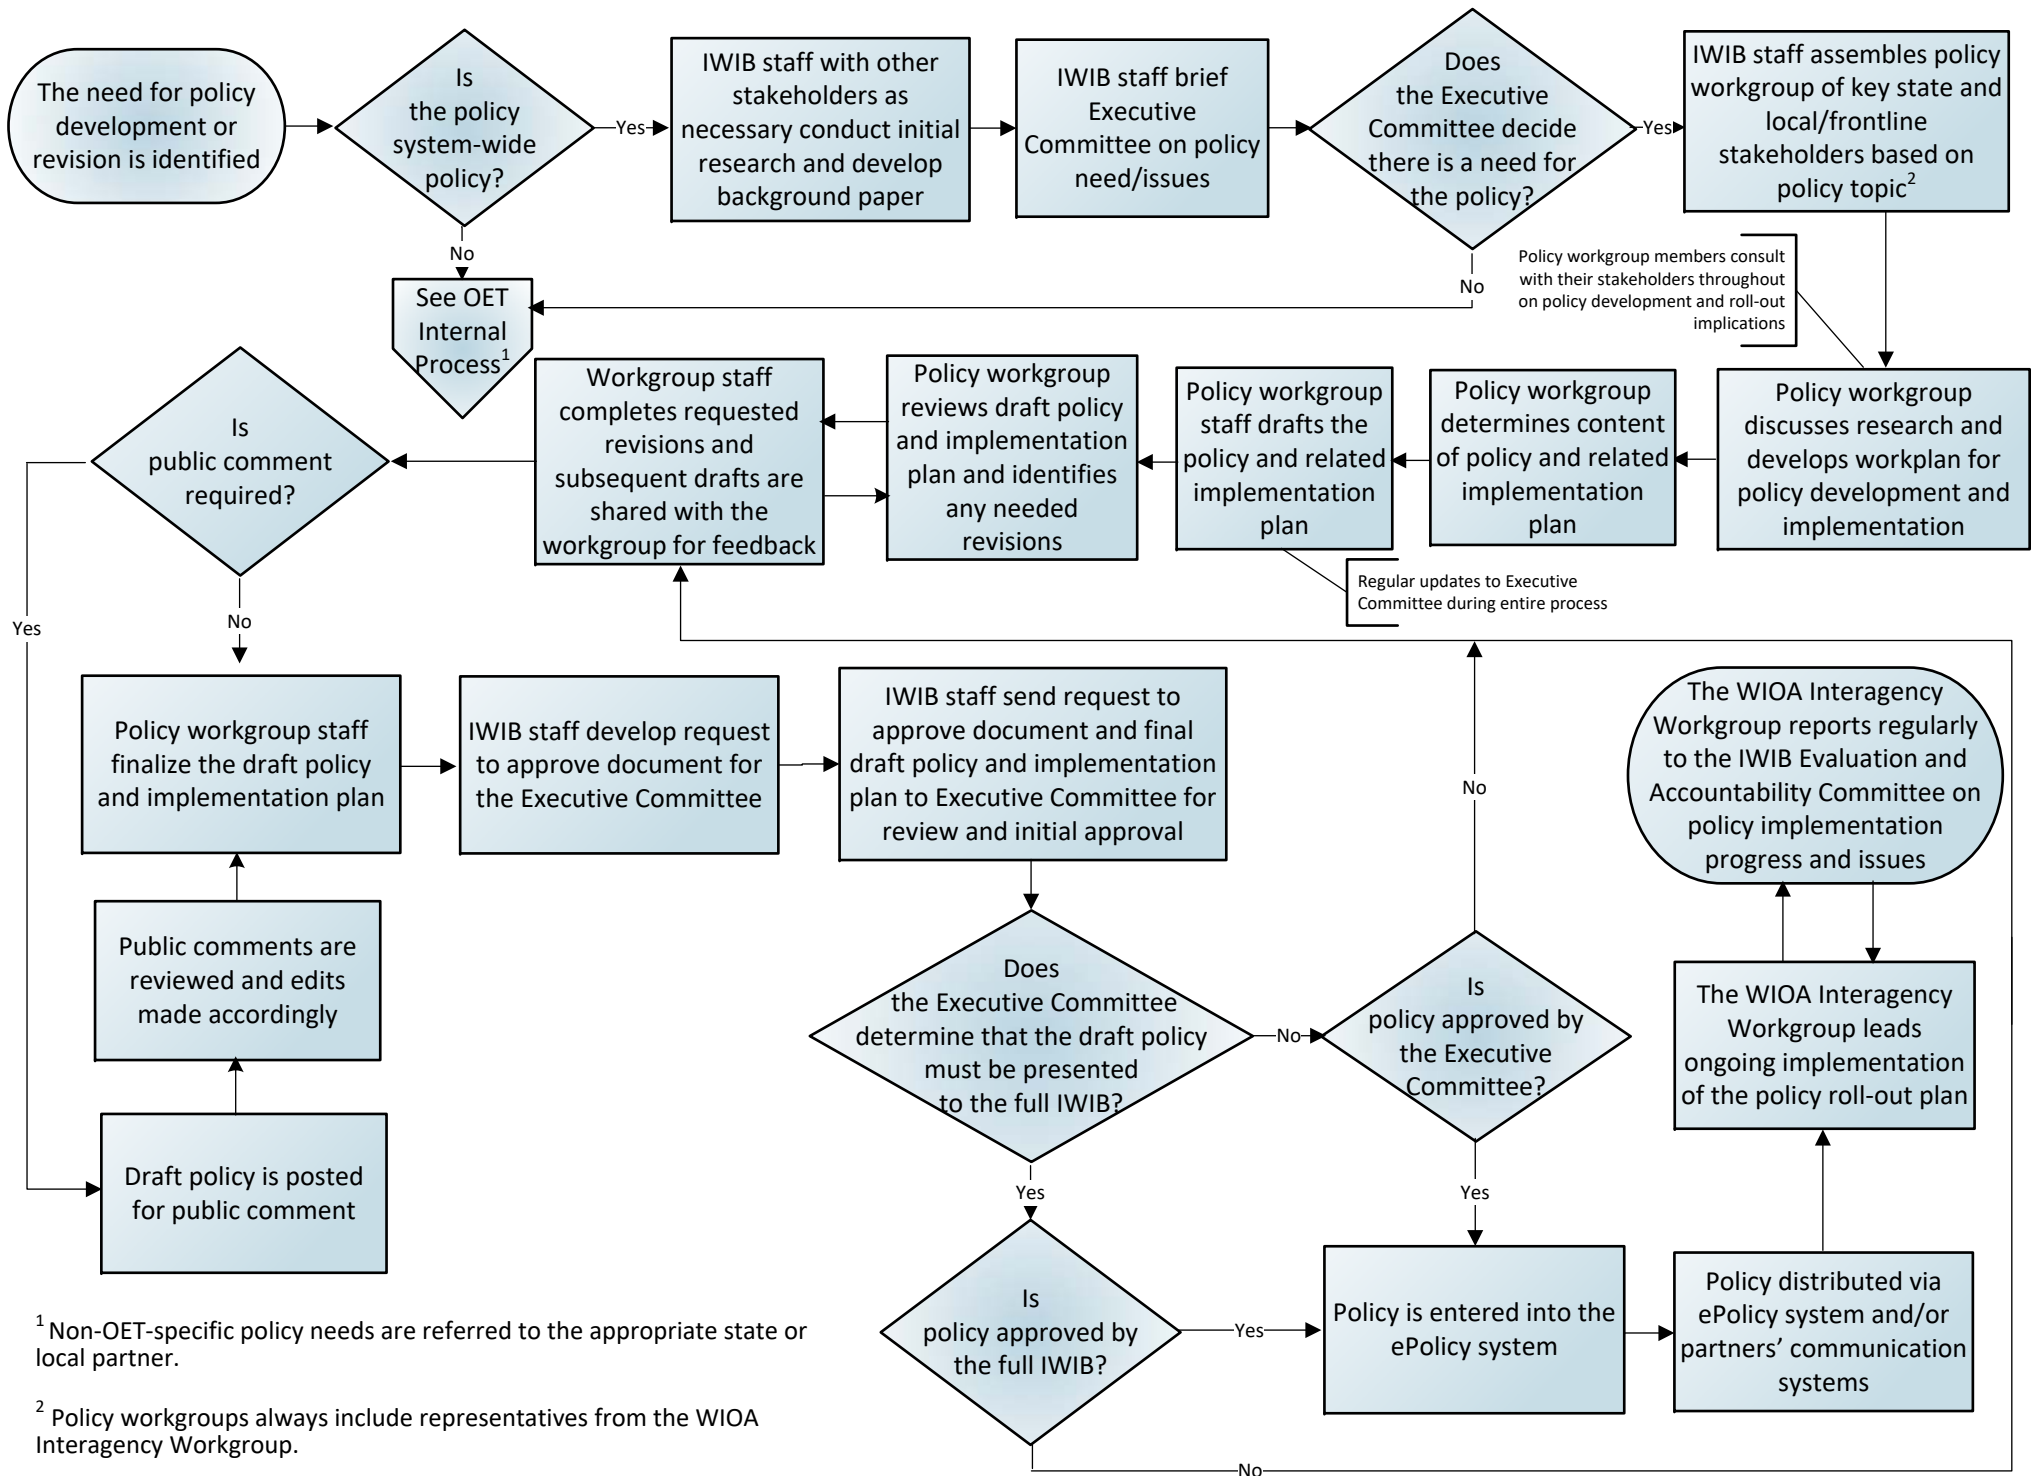 The need for policy
development or
revision is identified
Is
the policy
system-wide
policy?
Yes
No
IWIB staff with other
stakeholders as
necessary conduct initial
research and develop
background paper
IWIB staff brief
Executive
Committee on policy
need/issues
Does
the Executive
Committee decide
there is a need for
the policy?
Yes
No
IWIB staff assembles policy
workgroup of key state and
local/frontline
stakeholders based on
policy topic2
See OET
Internal
Process1
Policy workgroup members consult
with their stakeholders throughout
on policy development and roll-out
implications
Policy workgroup
discusses research and
develops workplan for
policy development and
implementation
Policy workgroup
determines content
of policy and related
implementation
plan
Policy workgroup
staff drafts the
policy and related
implementation
plan
Regular updates to Executive
Committee during entire process
Policy workgroup
reviews draft policy
and implementation
plan and identifies
any needed
revisions
Workgroup staff
completes requested
revisions and
subsequent drafts are
shared with the
workgroup for feedback
Is
public comment
required?
Yes
No
Policy workgroup staff
finalize the draft policy
and implementation plan
Public comments are
reviewed and edits
made accordingly
Draft policy is posted
for public comment
IWIB staff develop request
to approve document for
the Executive Committee
IWIB staff send request to
approve document and final
draft policy and implementation
plan to Executive Committee for
review and initial approval
Does
the Executive Committee
determine that the draft policy
must be presented
to the full IWIB?
No
Yes
Is
policy approved by
the Executive
Committee?
No
Yes
Is
policy approved by
the full IWIB?
Yes
No
Policy is entered into the
ePolicy system
Policy distributed via
ePolicy system and/or
partners’ communication
systems
The WIOA Interagency
Workgroup leads
ongoing implementation
of the policy roll-out plan
The WIOA Interagency
Workgroup reports regularly
to the IWIB Evaluation and
Accountability Committee on
policy implementation
progress and issues
1 Non-OET-specific policy needs are referred to the appropriate state or
local partner.
2 Policy workgroups always include representatives from the WIOA
Interagency Workgroup.